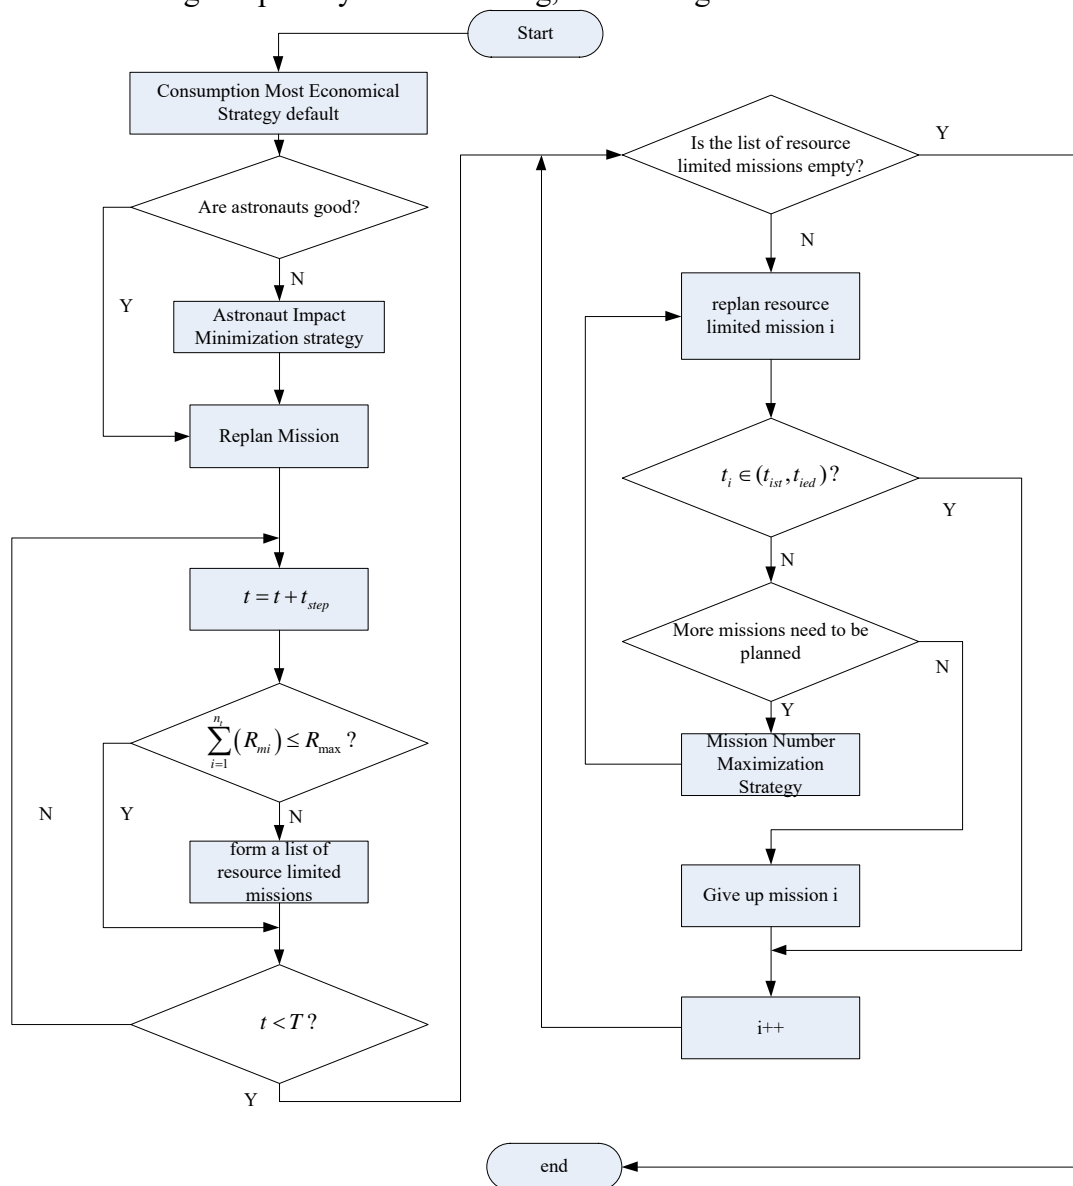 Start
Consumption Most Economical
Strategy default
Are astronauts good?
N
Y
Astronaut Impact
Minimization strategy
Replan Mission
t = t + t_step
∑_{i=1}^{n_t}(R_{mi}) ≤ R_max ?
N
Y
N
form a list of
resource limited
missions
t < T ?
Y
Is the list of resource
limited missions empty?
Y
N
replan resource
limited mission i
t_i ∈ (t_ist, t_ied) ?
Y
N
More missions need to be
planned
N
Y
Mission Number
Maximization
Strategy
Give up mission i
i++
end